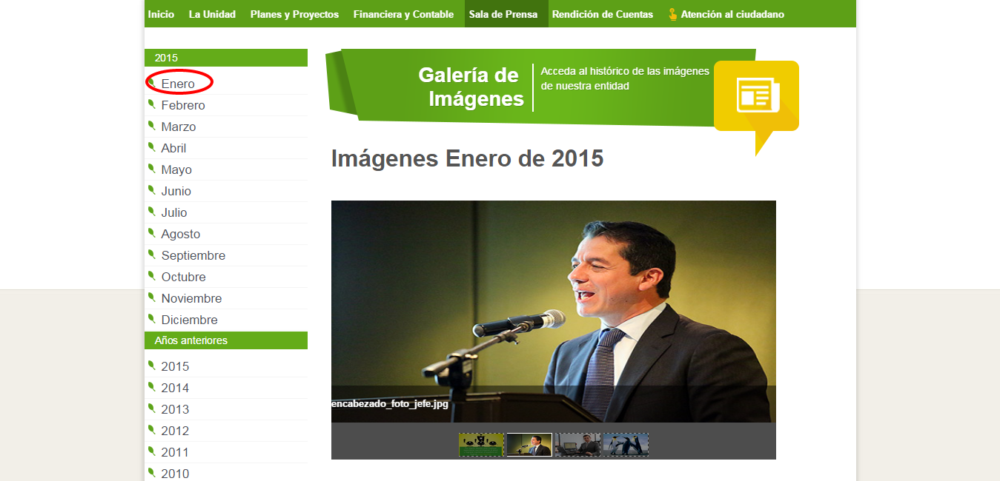 Inicio La Unidad Planes y Proyectos Financiera y Contable Sala de Prensa Rendición de Cuentas Atención al ciudadano
2015
Enero
Febrero
Marzo
Abril
Mayo
Junio
Julio
Agosto
Septiembre
Octubre
Noviembre
Diciembre
Años anteriores
2015
2014
2013
2012
2011
2010
Galería de
Imágenes
Acceda al histórico de las imágenes
de nuestra entidad
Imágenes Enero de 2015
encabezado_foto_jefe.jpg